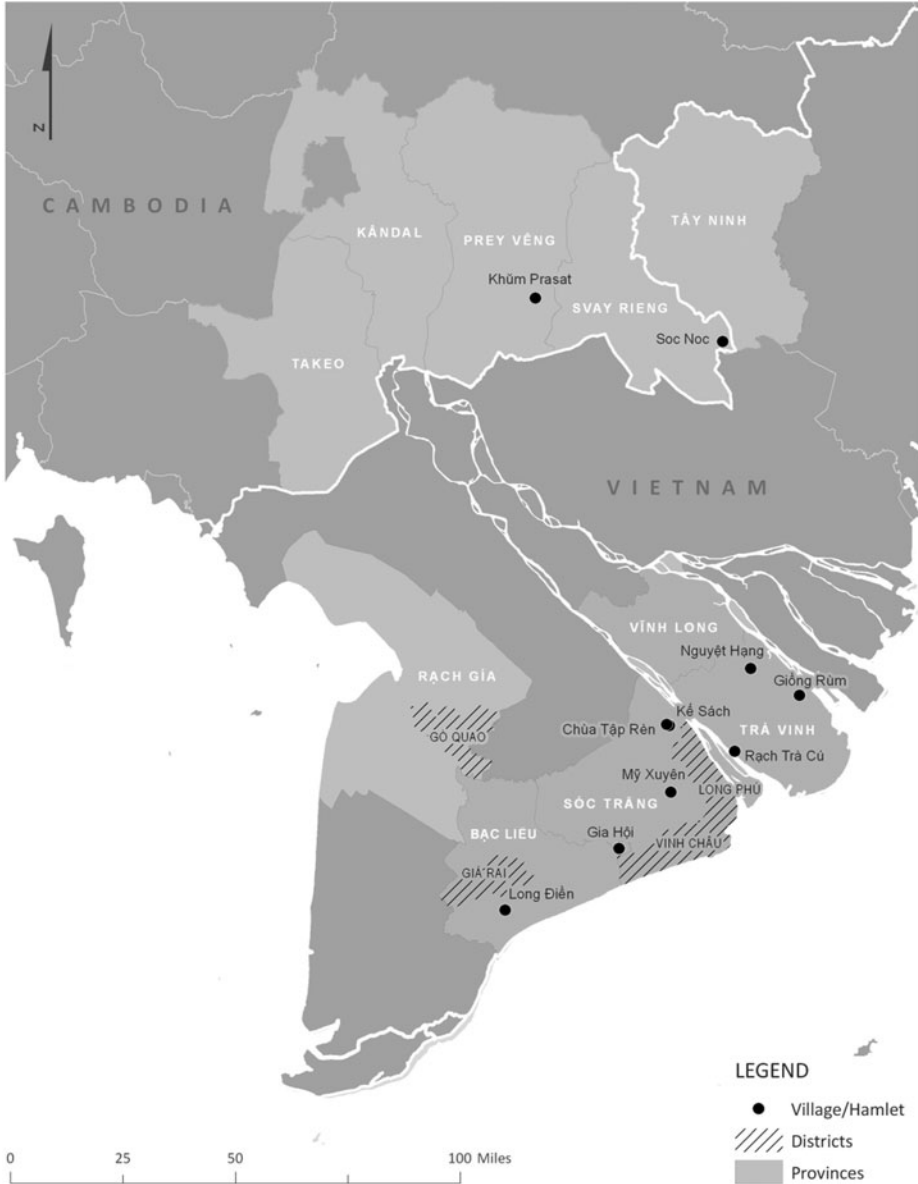 N
CAMBODIA
KÂNDAL
PREY VÊNG
TÂY NINH
Khŭm Prasat
SVAY RIENG
Soc Noc
TAKEO
VIETNAM
VĨNH LONG
Nguyệt Hạng
RẠCH GÍA
Giồng Rùm
Kế Sách
Chùa Tập Rèn
TRÀ VINH
GÒ QUAO
Rạch Trà Cú
Mỹ Xuyên
LONG PHÚ
SÓC TRĂNG
BẠC LIÊU
Gia Hội
VINH CHÂU
GIÁ RAI
Long Điền
LEGEND
Village/Hamlet
Districts
Provinces
0 25 50 100 Miles